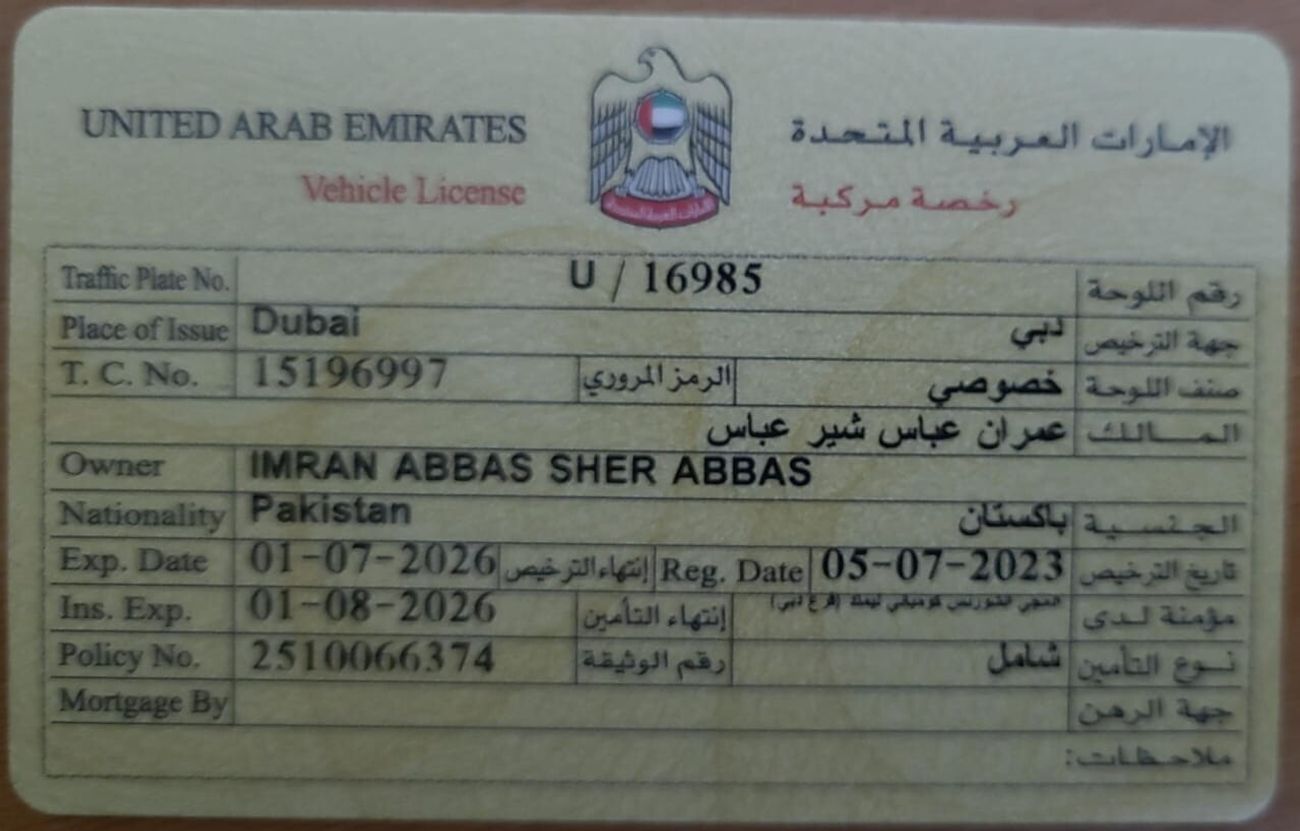 UNITED ARAB EMIRATES الإمارات العربية المتحدة
Vehicle License رخصة مركبة
Traffic Plate No. U / 16985 رقم اللوحة
Place of Issue Dubai دبي جهة الترخيص
T. C. No. 15196997 الرمز المروري خصوصي صنف اللوحة
عمران عباس شير عباس المـــالك
Owner IMRAN ABBAS SHER ABBAS
Nationality Pakistan باكستان الجنسية
Exp. Date 01-07-2026 إنتهاء الترخيص Reg. Date 05-07-2023 تاريخ الترخيص
Ins. Exp. 01-08-2026 إنتهاء التأمين (فرع دبي) مؤمنة لدى
Policy No. 2510066374 رقم الوثيقة شامل نوع التأمين
Mortgage By جهة الرهن
ملاحظات: